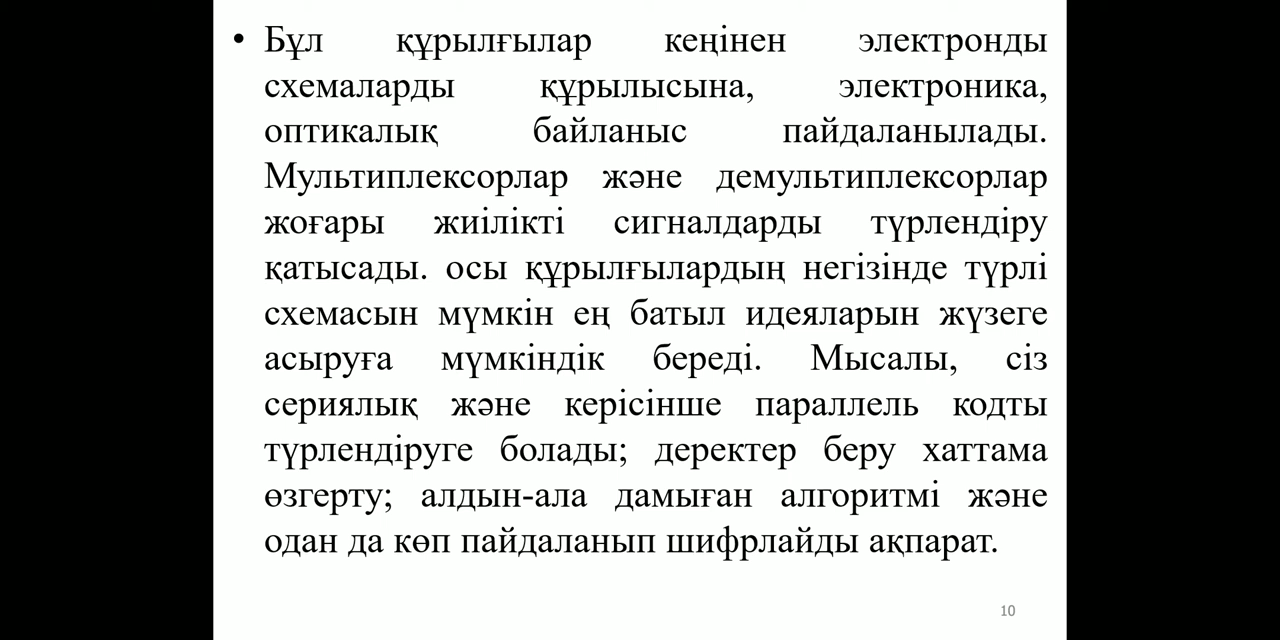 • Бұл құрылғылар кеңінен электронды
схемаларды құрылысына, электроника,
оптикалық байланыс пайдаланылады.
Мультиплексорлар және демультиплексорлар
жоғары жиілікті сигналдарды түрлендіру
қатысады. осы құрылғылардың негізінде түрлі
схемасын мүмкін ең батыл идеяларын жүзеге
асыруға мүмкіндік береді. Мысалы, сіз
сериялық және керісінше параллель кодты
түрлендіруге болады; деректер беру хаттама
өзгерту; алдын-ала дамыған алгоритмі және
одан да көп пайдаланып шифрлайды ақпарат.
10